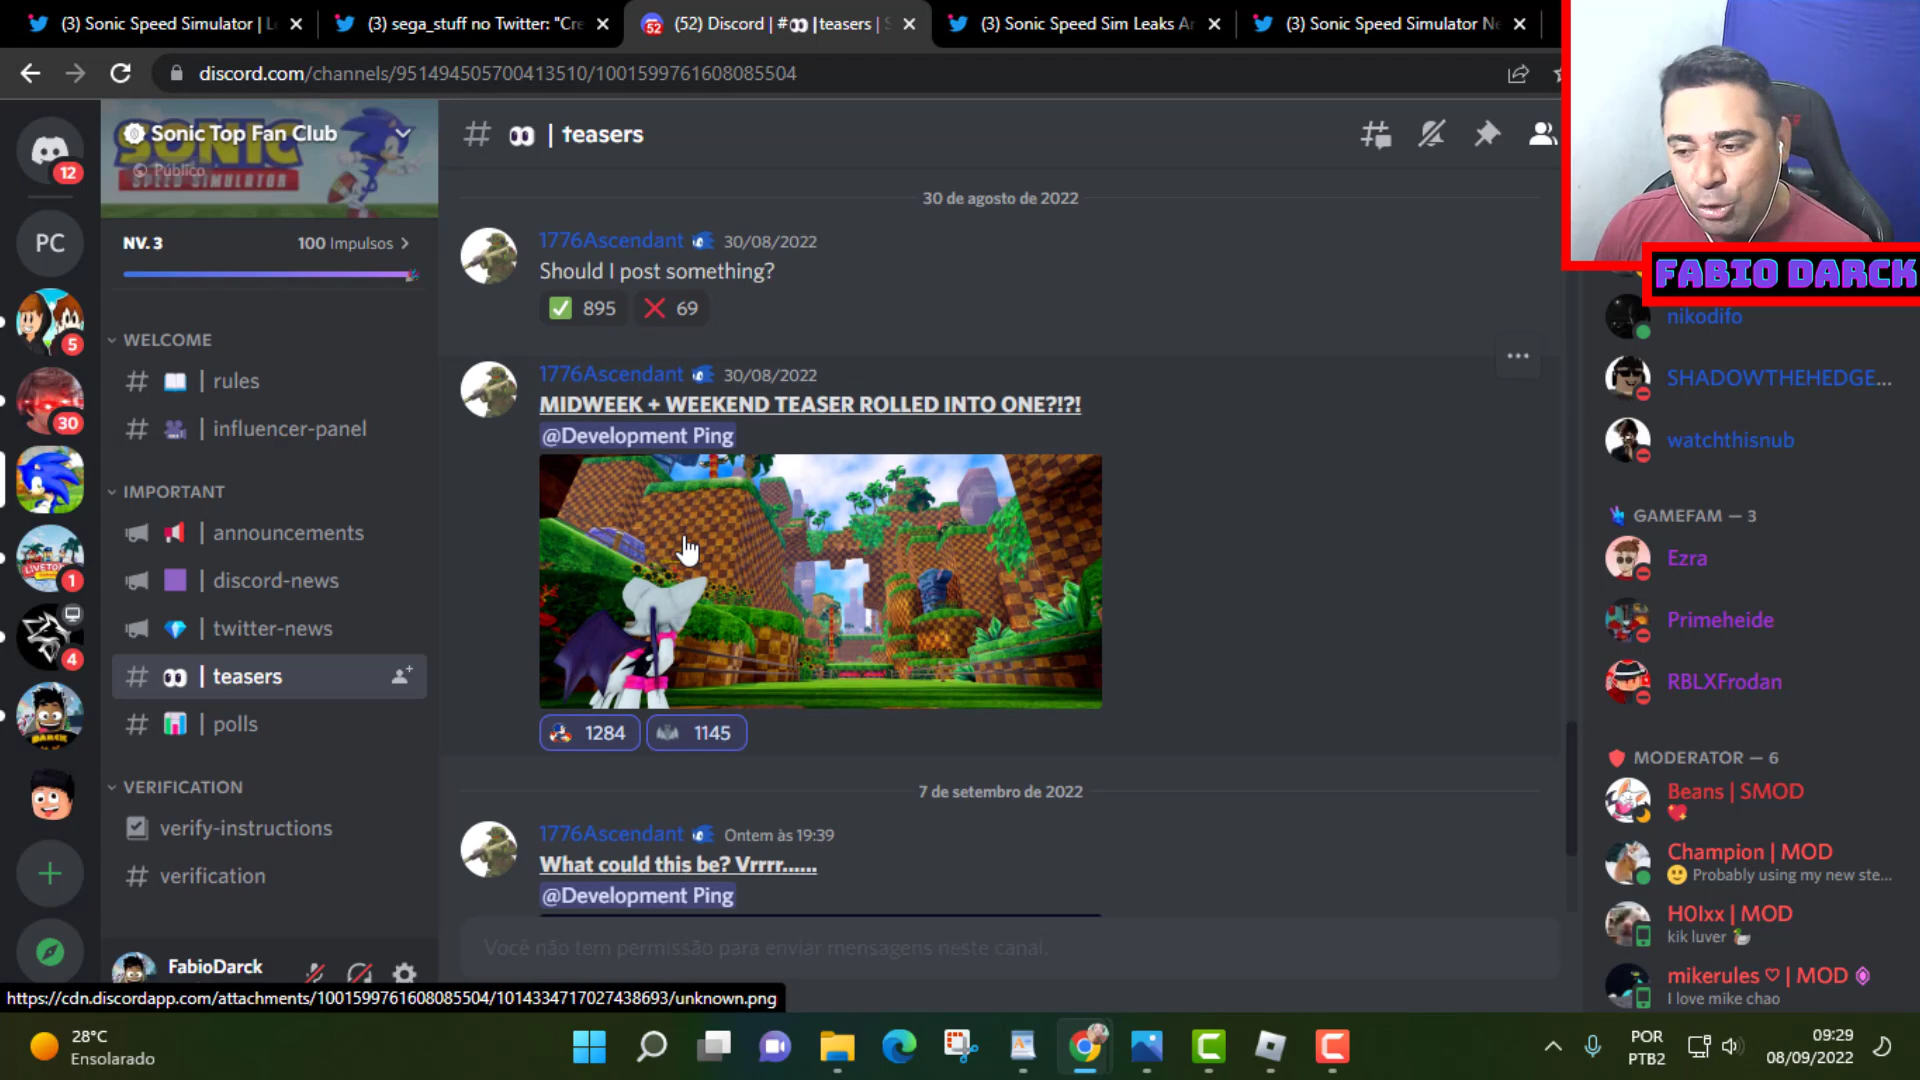 (3) Sonic Speed Simulator | Le
(3) sega_stuff no Twitter: "Cre
(52) Discord | #👀 | teasers | S
(3) Sonic Speed Sim Leaks Ar
(3) Sonic Speed Simulator Ne
discord.com/channels/951494505700413510/1001599761608085504
Sonic Top Fan Club
Público
SONIC
SPEED SIMULATOR
NV. 3
100 Impulsos
WELCOME
rules
influencer-panel
IMPORTANT
announcements
discord-news
twitter-news
teasers
polls
VERIFICATION
verify-instructions
verification
FabioDarck
12
PC
5
30
1
4
| teasers
30 de agosto de 2022
1776Ascendant 30/08/2022
Should I post something?
895 69
1776Ascendant 30/08/2022
MIDWEEK + WEEKEND TEASER ROLLED INTO ONE?!?!
@Development Ping
1284 1145
7 de setembro de 2022
1776Ascendant Ontem às 19:39
What could this be? Vrrrr......
@Development Ping
Você não tem permissão para enviar mensagens neste canal.
FABIO DARCK
nikodifo
SHADOWTHEHEDGE...
watchthisnub
GAMEFAM — 3
Ezra
Primeheide
RBLXFrodan
MODERATOR — 6
Beans | SMOD
Champion | MOD
Probably using my new ste...
H0lxx | MOD
kik luver
mikerules ♡ | MOD
I love mike chao
https://cdn.discordapp.com/attachments/1001599761608085504/1014334717027438693/unknown.png
28°C
Ensolarado
POR
PTB2
09:29
08/09/2022